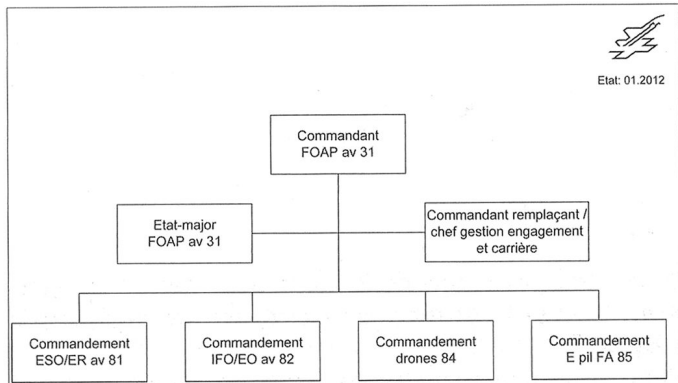 Etat: 01.2012
Commandant
FOAP av 31
Etat-major
FOAP av 31
Commandant remplaçant /
chef gestion engagement
et carrière
Commandement
ESO/ER av 81
Commandement
IFO/EO av 82
Commandement
drones 84
Commandement
E pil FA 85